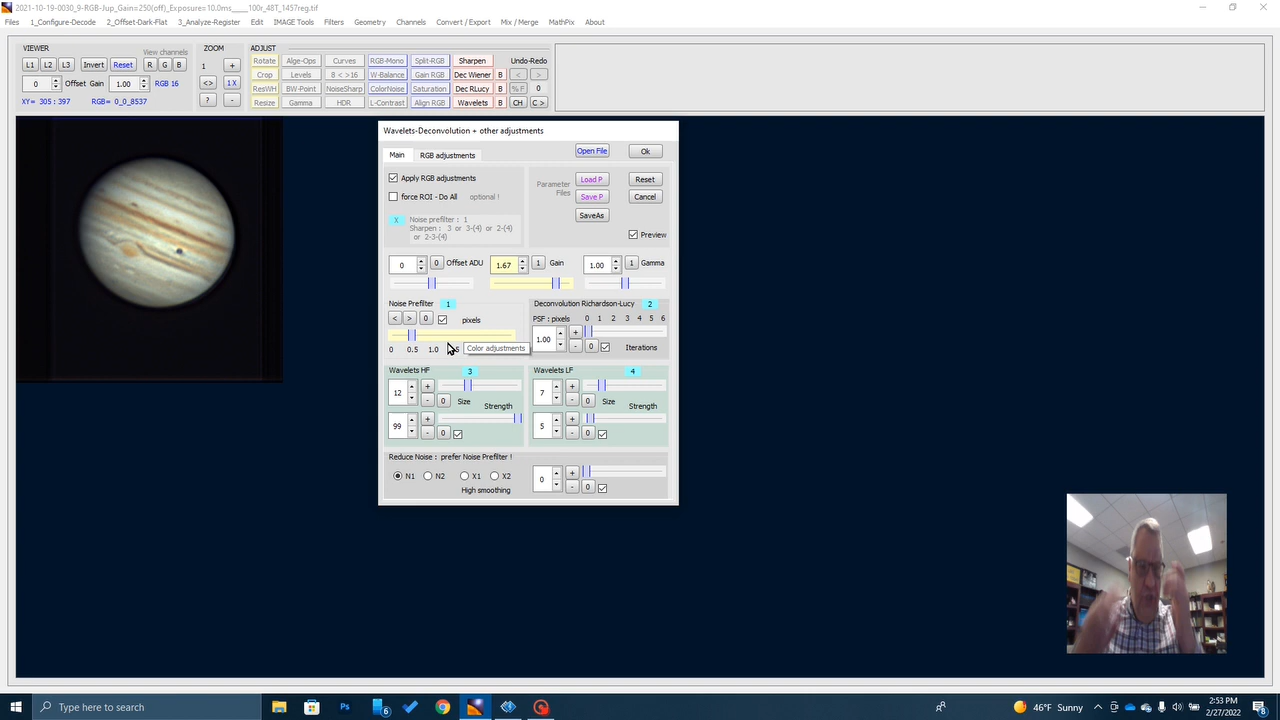 2021-10-19-0030_9-RGB-Jup_Gain=250(off)_Exposure=10.0ms____100r_48T_1457reg.tif
Files 1_Configure-Decode 2_Offset-Dark-Flat 3_Analyze-Register Edit IMAGE Tools Filters Geometry Channels Convert / Export Mix / Merge MathPix About
VIEWER View channels ZOOM ADJUST
L1 L2 L3 Invert Reset R G B 1 + Rotate Alge-Ops Curves RGB-Mono Split-RGB Sharpen Undo-Redo
0 Offset Gain 1.00 RGB 16 <> 1 X Crop Levels 8 < >16 W-Balance Gain RGB Dec Wiener B < >
ResWH BW-Point NoiseSharp ColorNoise Saturation Dec RLucy B % F 0
XY= 305 : 397 RGB= 0_0_8537 ? - Resize Gamma HDR L-Contrast Align RGB Wavelets B CH C >
Wavelets-Deconvolution + other adjustments
Main RGB adjustments Open File Ok
Apply RGB adjustments Parameter Files Load P Reset
force ROI - Do All optional ! Save P Cancel
X Noise prefilter : 1 SaveAs
Sharpen : 3 or 3-(4) or 2-(4)
or 2-3-(4) Preview
0 0 Offset ADU 1.67 1 Gain 1.00 1 Gamma
Noise Prefilter 1 Deconvolution Richardson-Lucy 2
< > 0 pixels PSF : pixels 0 1 2 3 4 5 6
1.00 + - 0 Iterations
0 0.5 1.0 Color adjustments
Wavelets HF 3 Wavelets LF 4
12 + - 0 Size 7 + - 0 Size
Strength Strength
99 + - 0 5 + - 0
Reduce Noise : prefer Noise Prefilter !
N1 N2 X1 X2 0 + - 0
High smoothing
Type here to search Ps 6 46°F Sunny 2:53 PM
2/27/2022 8